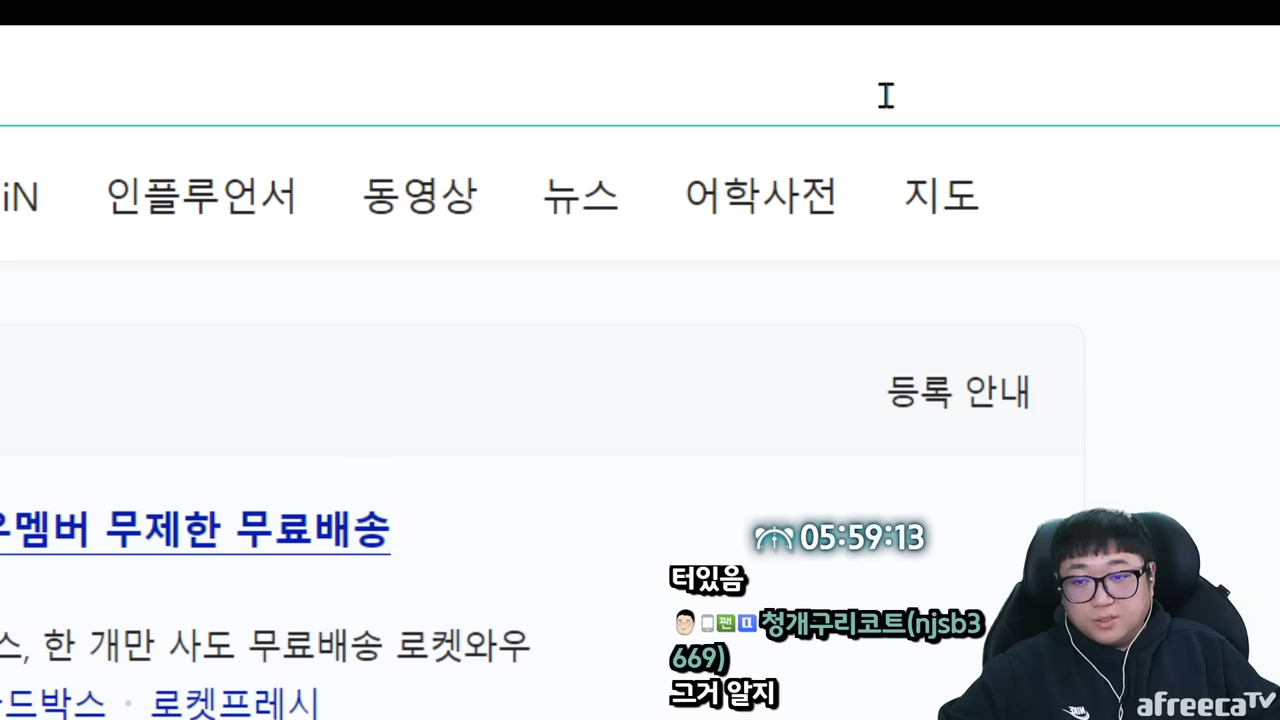 iN 인플루언서 동영상 뉴스 어학사전 지도
등록 안내
멤버 무제한 무료배송
05:59:13
터있음
팬 청개구리코트(njsb3
669)
그거 알지
스, 한 개만 사도 무료배송 로켓와우
드박스 · 로켓프레시
NIKE
afreecaTV